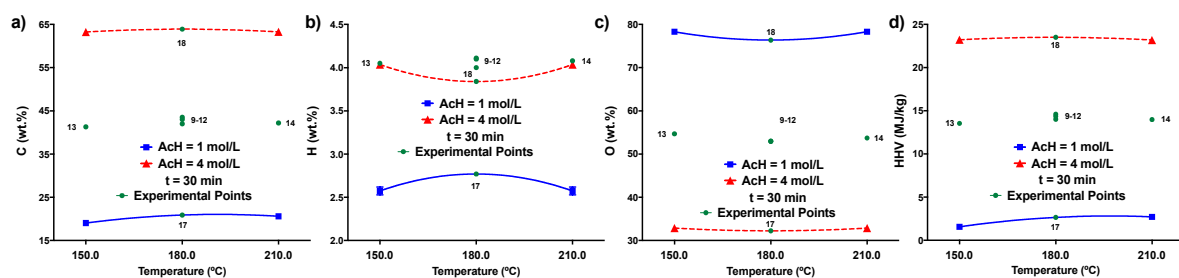 a)
C (wt.%)
65
55
45
35
25
15
18
13
9-12
14
AcH = 1 mol/L
AcH = 4 mol/L
t = 30 min
Experimental Points
17
150.0
180.0
210.0
Temperature (ºC)
b)
H (wt.%)
4.5
4.0
3.5
3.0
2.5
2.0
13
9-12
14
18
AcH = 1 mol/L
AcH = 4 mol/L
t = 30 min
Experimental Points
17
150.0
180.0
210.0
Temperature (ºC)
c)
O (wt.%)
80
70
60
50
40
30
18
9-12
13
14
AcH = 1 mol/L
AcH = 4 mol/L
t = 30 min
Experimental Points
17
150.0
180.0
210.0
Temperature (ºC)
d)
HHV (MJ/kg)
25
20
15
10
5
0
18
13
9-12
14
AcH = 1 mol/L
AcH = 4 mol/L
t = 30 min
Experimental Points
17
150.0
180.0
210.0
Temperature (ºC)